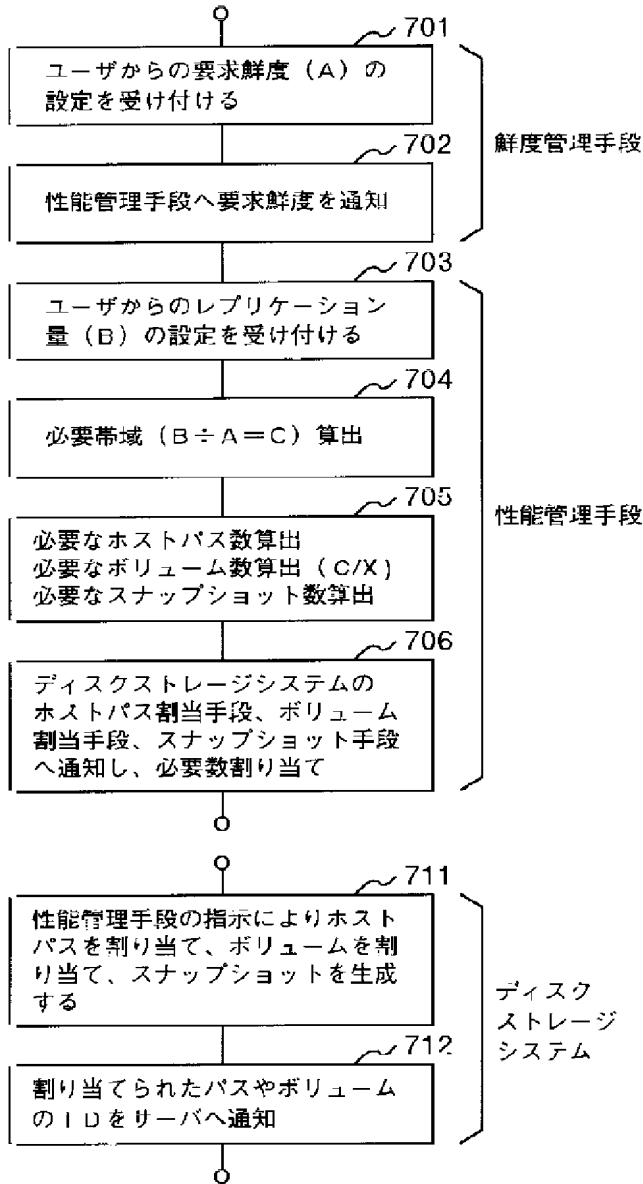 701
ユーザからの要求鮮度(A)の
設定を受け付ける
702
性能管理手段へ要求鮮度を通知
鮮度管理手段
703
ユーザからのレプリケーション
量(B)の設定を受け付ける
704
必要帯域(B÷A=C)算出
705
必要なホストパス数算出
必要なボリューム数算出(C/X)
必要なスナップショット数算出
706
ディスクストレージシステムの
ホストパス割当手段、ボリューム
割当手段、スナップショット手段
へ通知し、必要数割り当て
性能管理手段
711
性能管理手段の指示によりホスト
パスを割り当て、ボリュームを割
り当て、スナップショットを生成
する
712
割り当てられたパスやボリューム
のIDをサーバへ通知
ディスク
ストレージ
システム